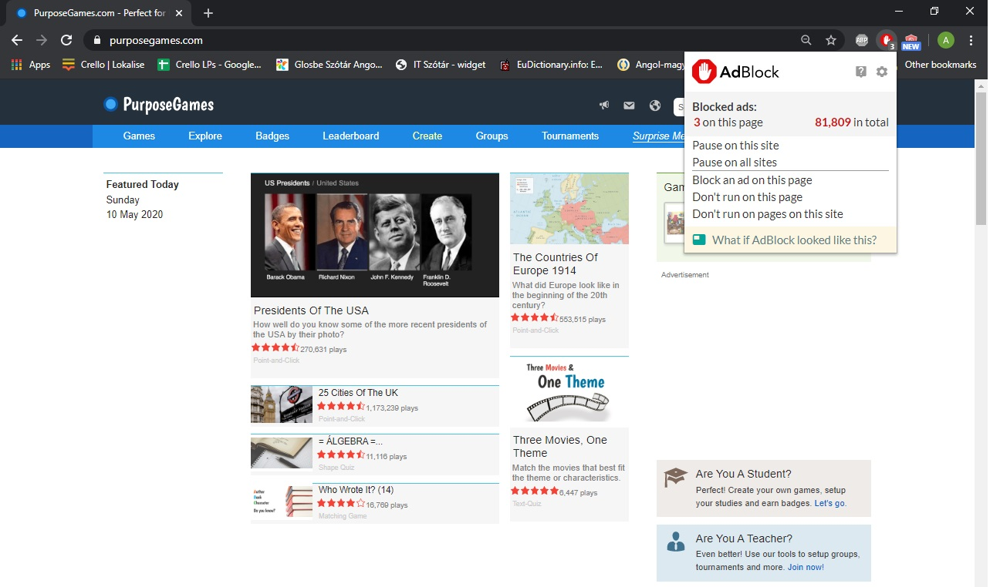 PurposeGames.com - Perfect for
purposegames.com
ABP
3
NEW
A
Apps
Crello | Lokalise
Crello LPs - Google...
Glosbe Szótár Ango...
IT Szótár - widget
EuDictionary.info: E...
Angol-magy
Other bookmarks
AdBlock
?
Blocked ads:
3 on this page
81,809 in total
Pause on this site
Pause on all sites
Block an ad on this page
Don't run on this page
Don't run on pages on this site
What if AdBlock looked like this?
PurposeGames
S
Games
Explore
Badges
Leaderboard
Create
Groups
Tournaments
Surprise Me
Featured Today
Sunday
10 May 2020
US Presidents / United States
Barack Obama
Richard Nixon
John F. Kennedy
Franklin D.
Roosevelt
Presidents Of The USA
How well do you know some of the more recent presidents of
the USA by their photo?
270,631 plays
Point-and-Click
25 Cities Of The UK
1,173,239 plays
Point-and-Click
= ÁLGEBRA =...
11,116 plays
Shape Quiz
Author
Book
Character
Do you know?
Who Wrote It? (14)
16,769 plays
Matching Game
The Countries Of
Europe 1914
What did Europe look like in
the beginning of the 20th
century?
553,515 plays
Point-and-Click
Three Movies &
One Theme
Three Movies, One
Theme
Match the movies that best fit
the theme or characteristics.
6,447 plays
Text-Quiz
Gam
Advertisement
Are You A Student?
Perfect! Create your own games, setup
your studies and earn badges. Let's go.
Are You A Teacher?
Even better! Use our tools to setup groups,
tournaments and more. Join now!